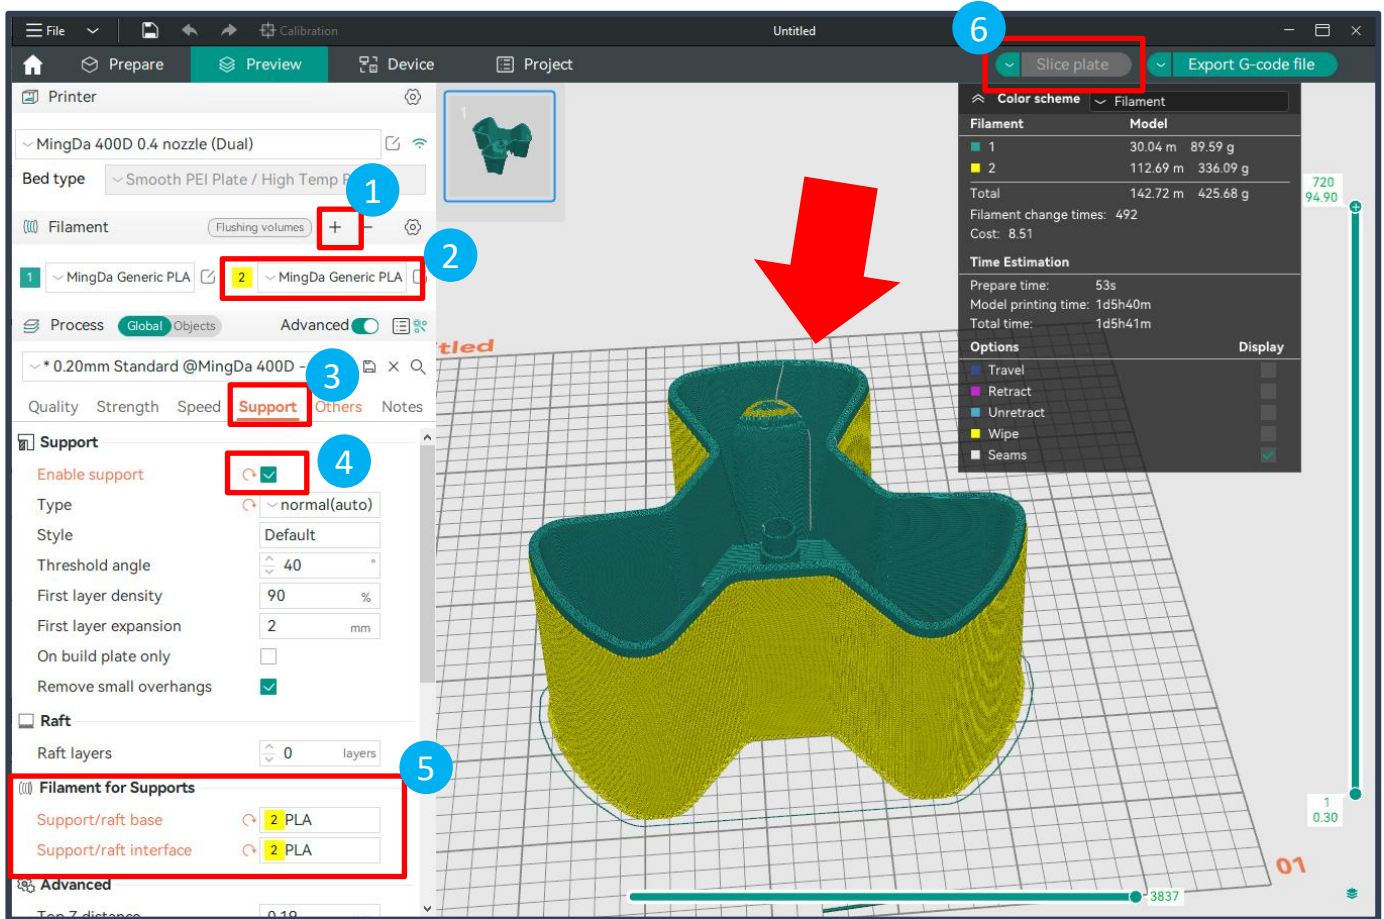 File
Calibration
Untitled
6
Prepare
Preview
Device
Project
Slice plate
Export G-code file
Printer
MingDa 400D 0.4 nozzle (Dual)
Bed type
Smooth PEI Plate / High Temp
1
Filament
Flushing volumes
+ −
2
1 MingDa Generic PLA
2 MingDa Generic PLA
Process
Global Objects
Advanced
* 0.20mm Standard @MingDa 400D –
3
Quality Strength Speed Support Others Notes
Support
4
Enable support
Type normal(auto)
Style Default
Threshold angle 40 °
First layer density 90 %
First layer expansion 2 mm
On build plate only
Remove small overhangs
Raft
Raft layers 0 layers
5
Filament for Supports
Support/raft base 2 PLA
Support/raft interface 2 PLA
Advanced
Top Z distance 0.19
1
tled
Color scheme Filament
Filament Model
1 30.04 m 89.59 g
2 112.69 m 336.09 g
Total 142.72 m 425.68 g
Filament change times: 492
Cost: 8.51
Time Estimation
Prepare time: 53s
Model printing time: 1d5h40m
Total time: 1d5h41m
Options Display
Travel
Retract
Unretract
Wipe
Seams
720
94.90
1
0.30
01
3837